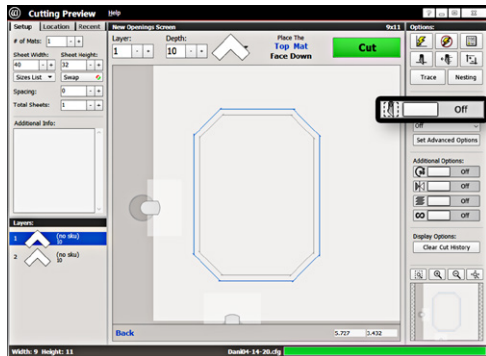 Cutting Preview Help
Setup Location Recent
# of Mats: 1 - +
Sheet Width: Sheet Height:
40 - + 32 - +
Sizes List Swap
Spacing: 0 - +
Total Sheets: 1 - +
Additional Info:
Layers:
1 (no sku)
10
2 (no sku)
10
New Openings Screen 9x11
Layer: Depth:
1 - + 10 - +
Place The
Top Mat
Face Down
Cut
Back
5.727 3.432
Options:
Trace Nesting
Off
Off
Set Advanced Options
Additional Options:
Off
Off
Off
Off
Display Options:
Clear Cut History
Width: 9 Height: 11 Dani04-14-20.cfg